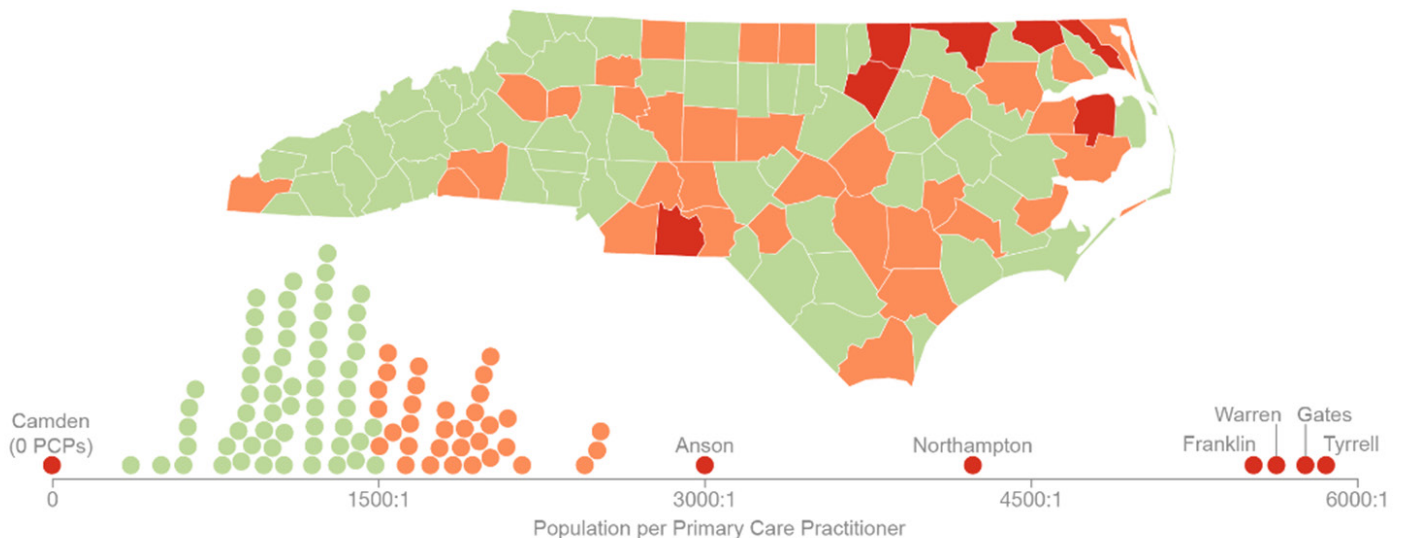 Camden
(0 PCPs)
Anson
Northampton
Warren
Gates
Franklin
Tyrrell
0
1500:1
3000:1
4500:1
6000:1
Population per Primary Care Practitioner